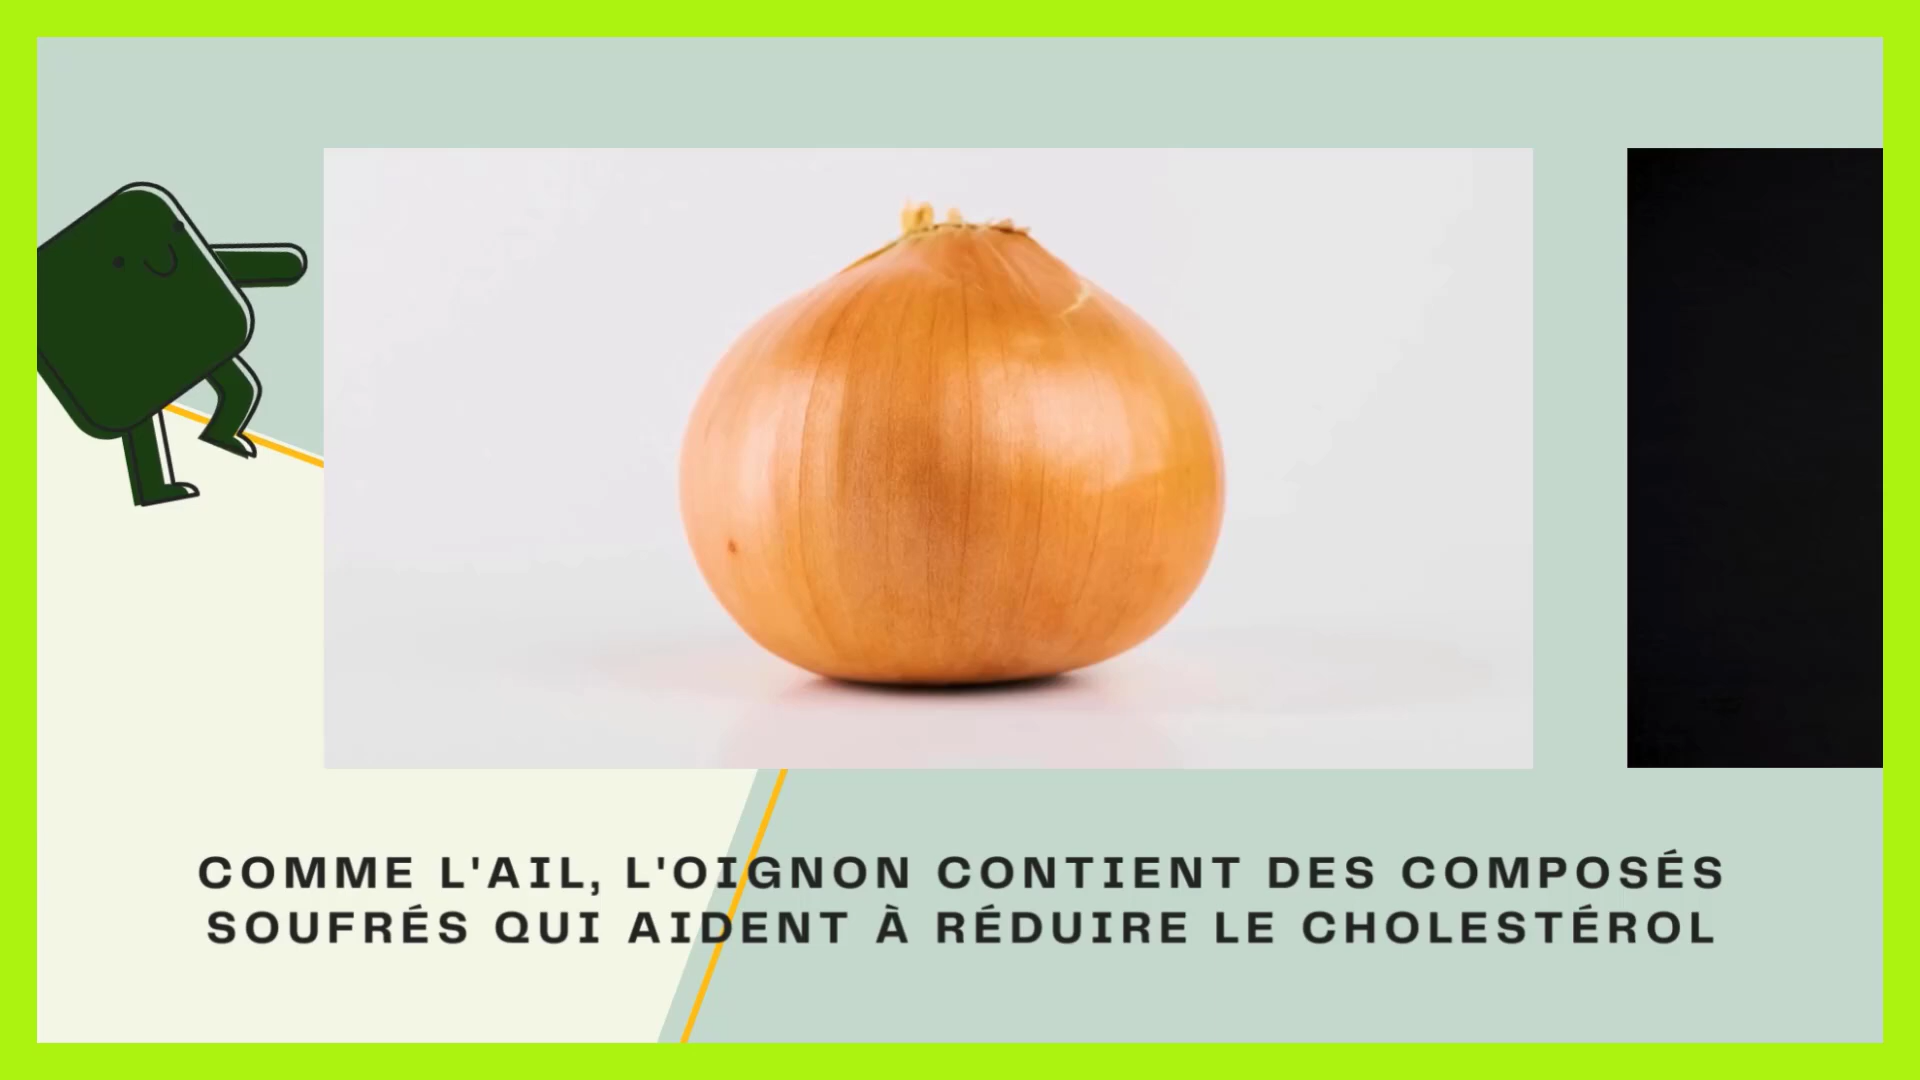 COMME L'AIL, L'OIGNON CONTIENT DES COMPOSÉS
SOUFRÉS QUI AIDENT À RÉDUIRE LE CHOLESTÉROL